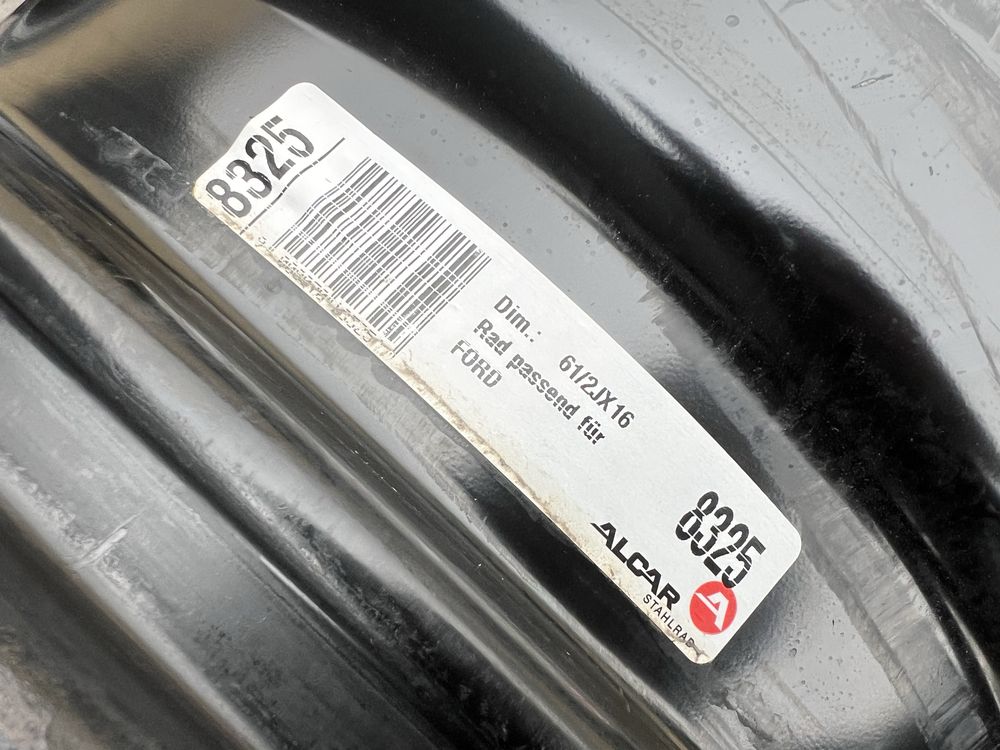 8325
Dim.: 61/2JX16
Rad passend für
FORD
8325
ALCAR
STAHLRAD